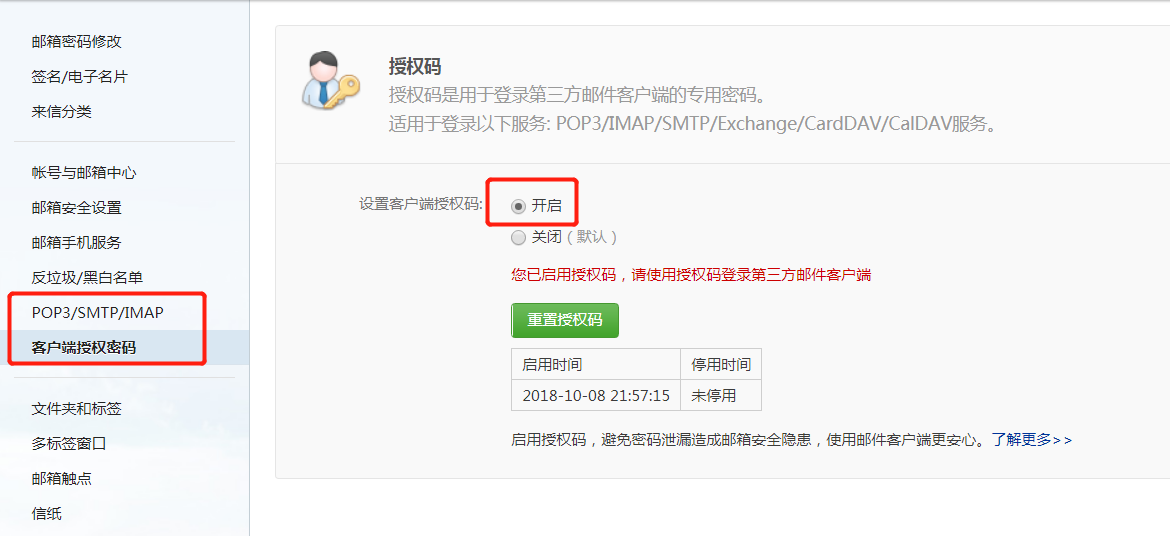 邮箱密码修改
签名/电子名片
来信分类
帐号与邮箱中心
邮箱安全设置
邮箱手机服务
反垃圾/黑白名单
POP3/SMTP/IMAP
客户端授权密码
文件夹和标签
多标签窗口
邮箱触点
信纸
授权码
授权码是用于登录第三方邮件客户端的专用密码。
适用于登录以下服务: POP3/IMAP/SMTP/Exchange/CardDAV/CalDAV服务。
设置客户端授权码: 开启
关闭（默认）
您已启用授权码，请使用授权码登录第三方邮件客户端
重置授权码
启用时间 停用时间
2018-10-08 21:57:15 未停用
启用授权码，避免密码泄漏造成邮箱安全隐患，使用邮件客户端更安心。了解更多>>